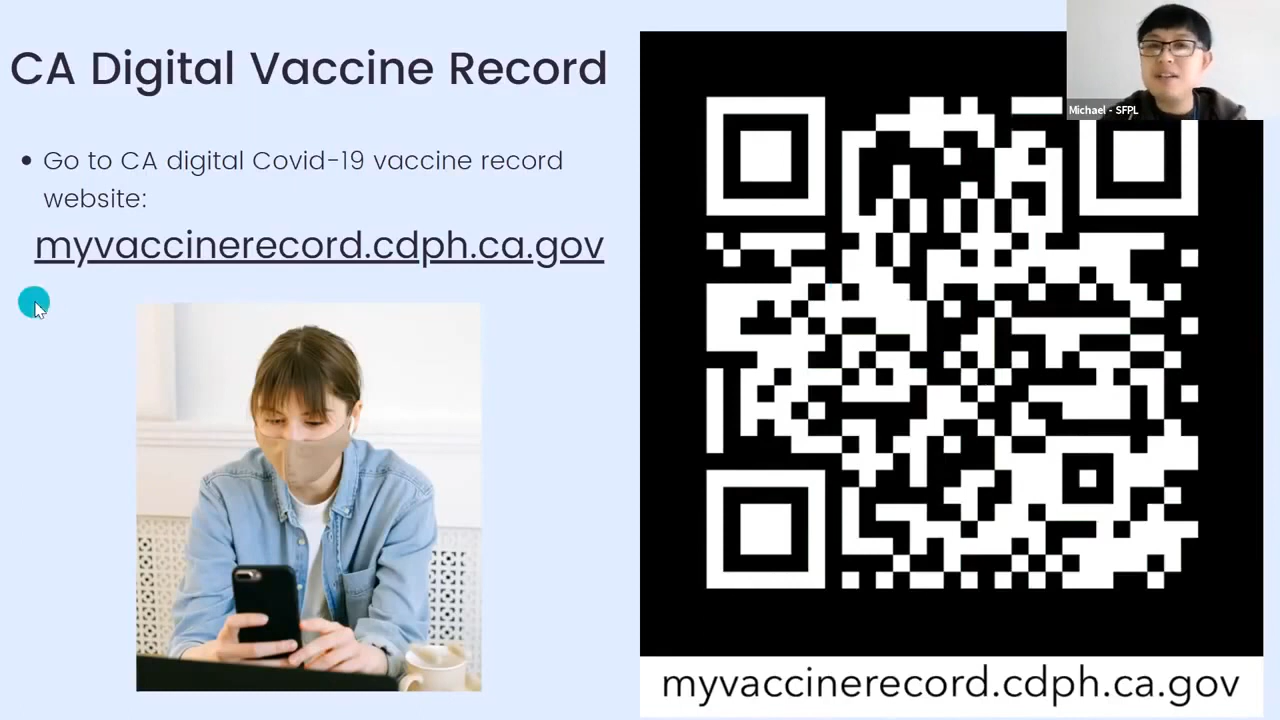 CA Digital Vaccine Record
• Go to CA digital Covid-19 vaccine record
website:
myvaccinerecord.cdph.ca.gov
Michael - SFPL
myvaccinerecord.cdph.ca.gov